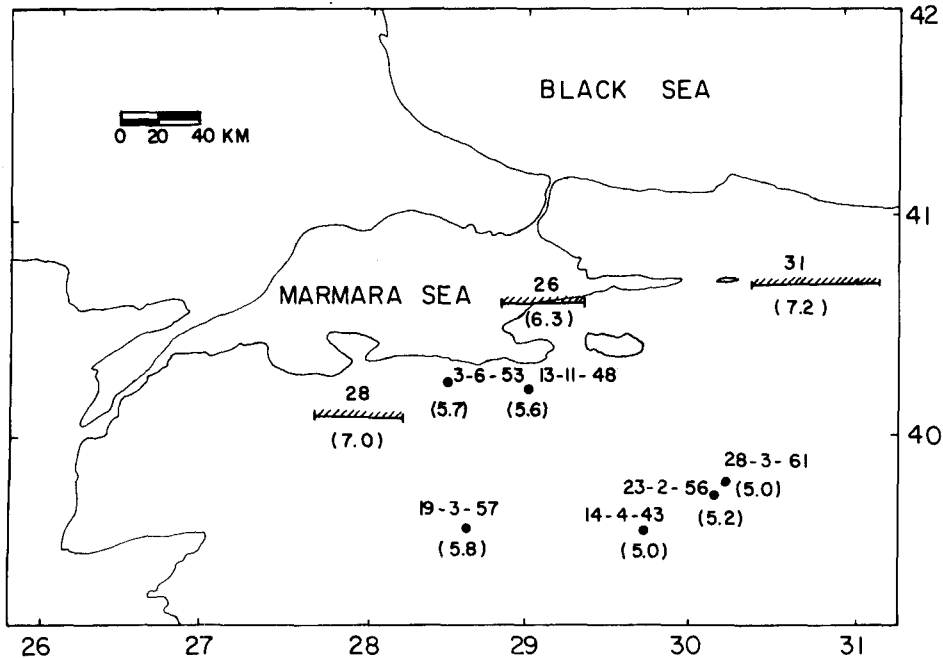 42
BLACK SEA
0 20 40 KM
41
31
26
MARMARA SEA
(6.3)
(7.2)
3-6-53 13-11-48
28
(5.7) (5.6)
(7.0)
40
28-3-61
23-2-56 (5.0)
19-3-57 14-4-43 (5.2)
(5.8) (5.0)
26 27 28 29 30 31